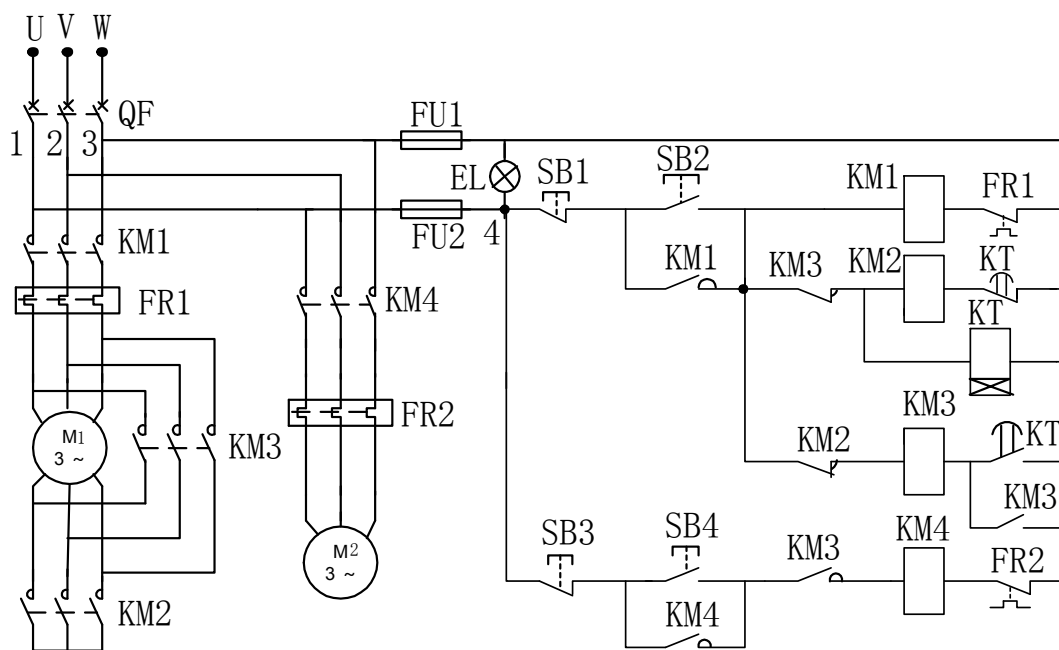 U V W
QF
1 2 3
FU1
EL
SB1
SB2
KM1
FR1
FU2
4
KM1
KM1
KM3
KM2
KT
FR1
KM4
KT
FR2
KM3
M1
3 ~
KM3
KM2
KT
KM3
SB3
SB4
KM3
KM4
FR2
M2
3 ~
KM2
KM4